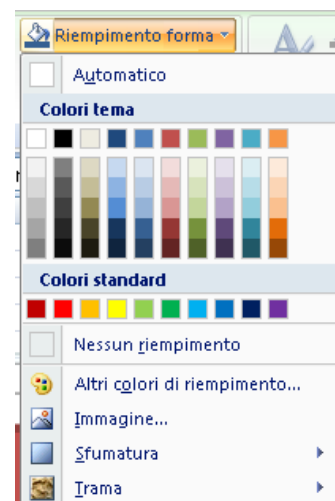 Riempimento forma
Automatico
Colori tema
Colori standard
Nessun riempimento
Altri colori di riempimento...
Immagine...
Sfumatura
Trama